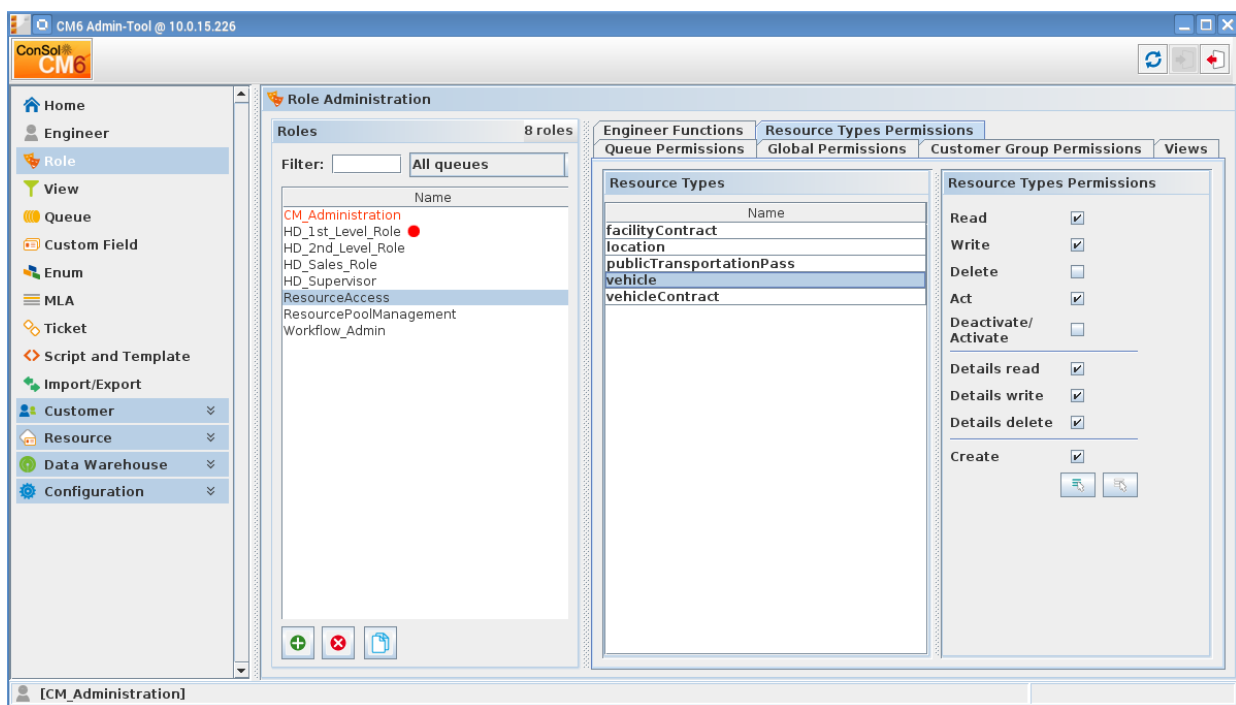 CM6 Admin-Tool @ 10.0.15.226
ConSol
CM6
Home
Engineer
Role
View
Queue
Custom Field
Enum
MLA
Ticket
Script and Template
Import/Export
Customer
Resource
Data Warehouse
Configuration
Role Administration
Roles 8 roles
Filter: All queues
Name
CM_Administration
HD_1st_Level_Role
HD_2nd_Level_Role
HD_Sales_Role
HD_Supervisor
ResourceAccess
ResourcePoolManagement
Workflow_Admin
Engineer Functions Resource Types Permissions
Queue Permissions Global Permissions Customer Group Permissions Views
Resource Types
Name
facilityContract
location
publicTransportationPass
vehicle
vehicleContract
Resource Types Permissions
Read
Write
Delete
Act
Deactivate/
Activate
Details read
Details write
Details delete
Create
[CM_Administration]